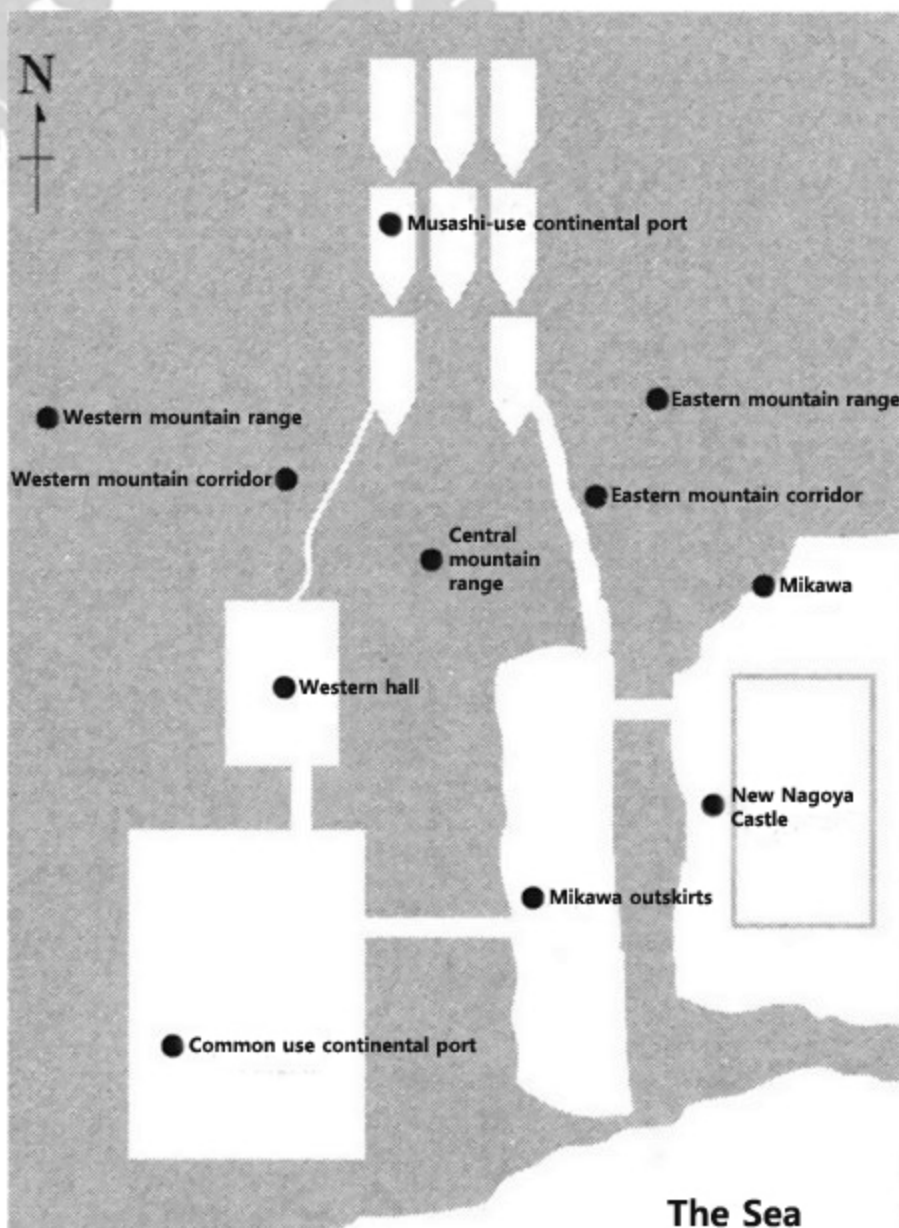 N
Musashi-use continental port
Eastern mountain range
Western mountain range
Western mountain corridor
Eastern mountain corridor
Central
mountain
range
Mikawa
Western hall
New Nagoya
Castle
Mikawa outskirts
Common use continental port
The Sea